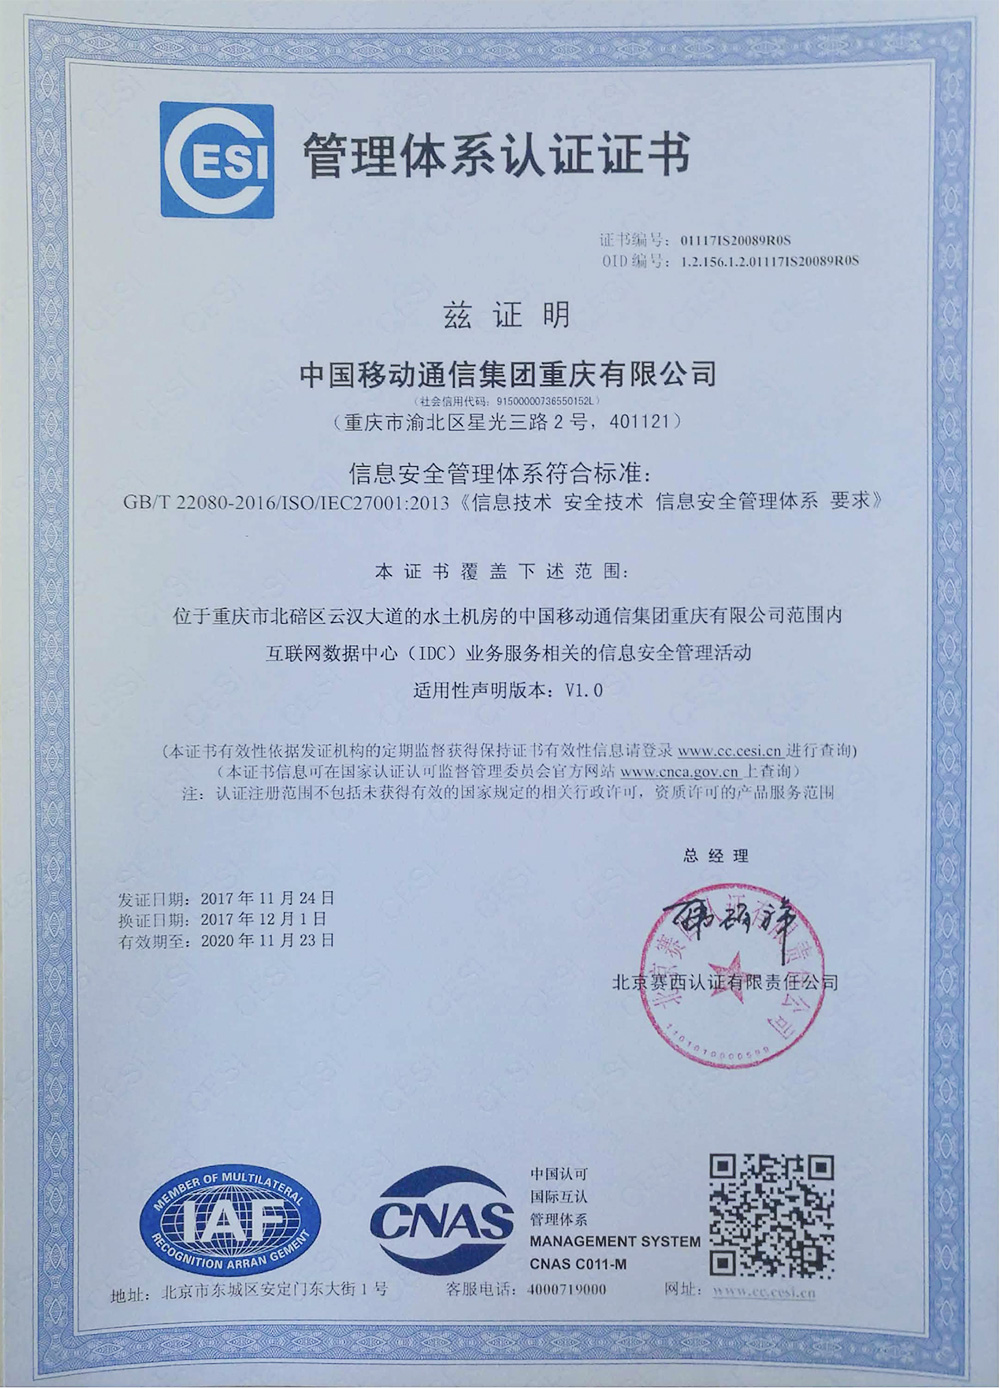 CESI
管理体系认证证书
证书编号：01117IS20089R0S
OID 编号：1.2.156.1.2.01117IS20089R0S
兹证明
中国移动通信集团重庆有限公司
（社会信用代码：91500000736550152L）
（重庆市渝北区星光三路 2 号，401121）
信息安全管理体系符合标准：
GB/T 22080-2016/ISO/IEC27001:2013《信息技术 安全技术 信息安全管理体系 要求》
本证书覆盖下述范围：
位于重庆市北碚区云汉大道的水土机房的中国移动通信集团重庆有限公司范围内
互联网数据中心（IDC）业务服务相关的信息安全管理活动
适用性声明版本：V1.0
(本证书有效性依据发证机构的定期监督获得保持证书有效性信息请登录 www.cc.cesi.cn 进行查询)
（本证书信息可在国家认证认可监督管理委员会官方网站 www.cnca.gov.cn 上查询）
注：认证注册范围不包括未获得有效的国家规定的相关行政许可，资质许可的产品服务范围
总经理
发证日期：2017 年 11 月 24 日
换证日期：2017 年 12 月 1 日
有效期至：2020 年 11 月 23 日
北京赛西认证有限责任公司
北京赛西认证有限责任公司
1101010000599
MEMBER OF MULTILATERAL
IAF
RECOGNITION ARRANGEMENT
CNAS
中国认可
国际互认
管理体系
MANAGEMENT SYSTEM
CNAS C011-M
地址：北京市东城区安定门东大街 1 号
客服电话：4000719000
网址：www.cc.cesi.cn